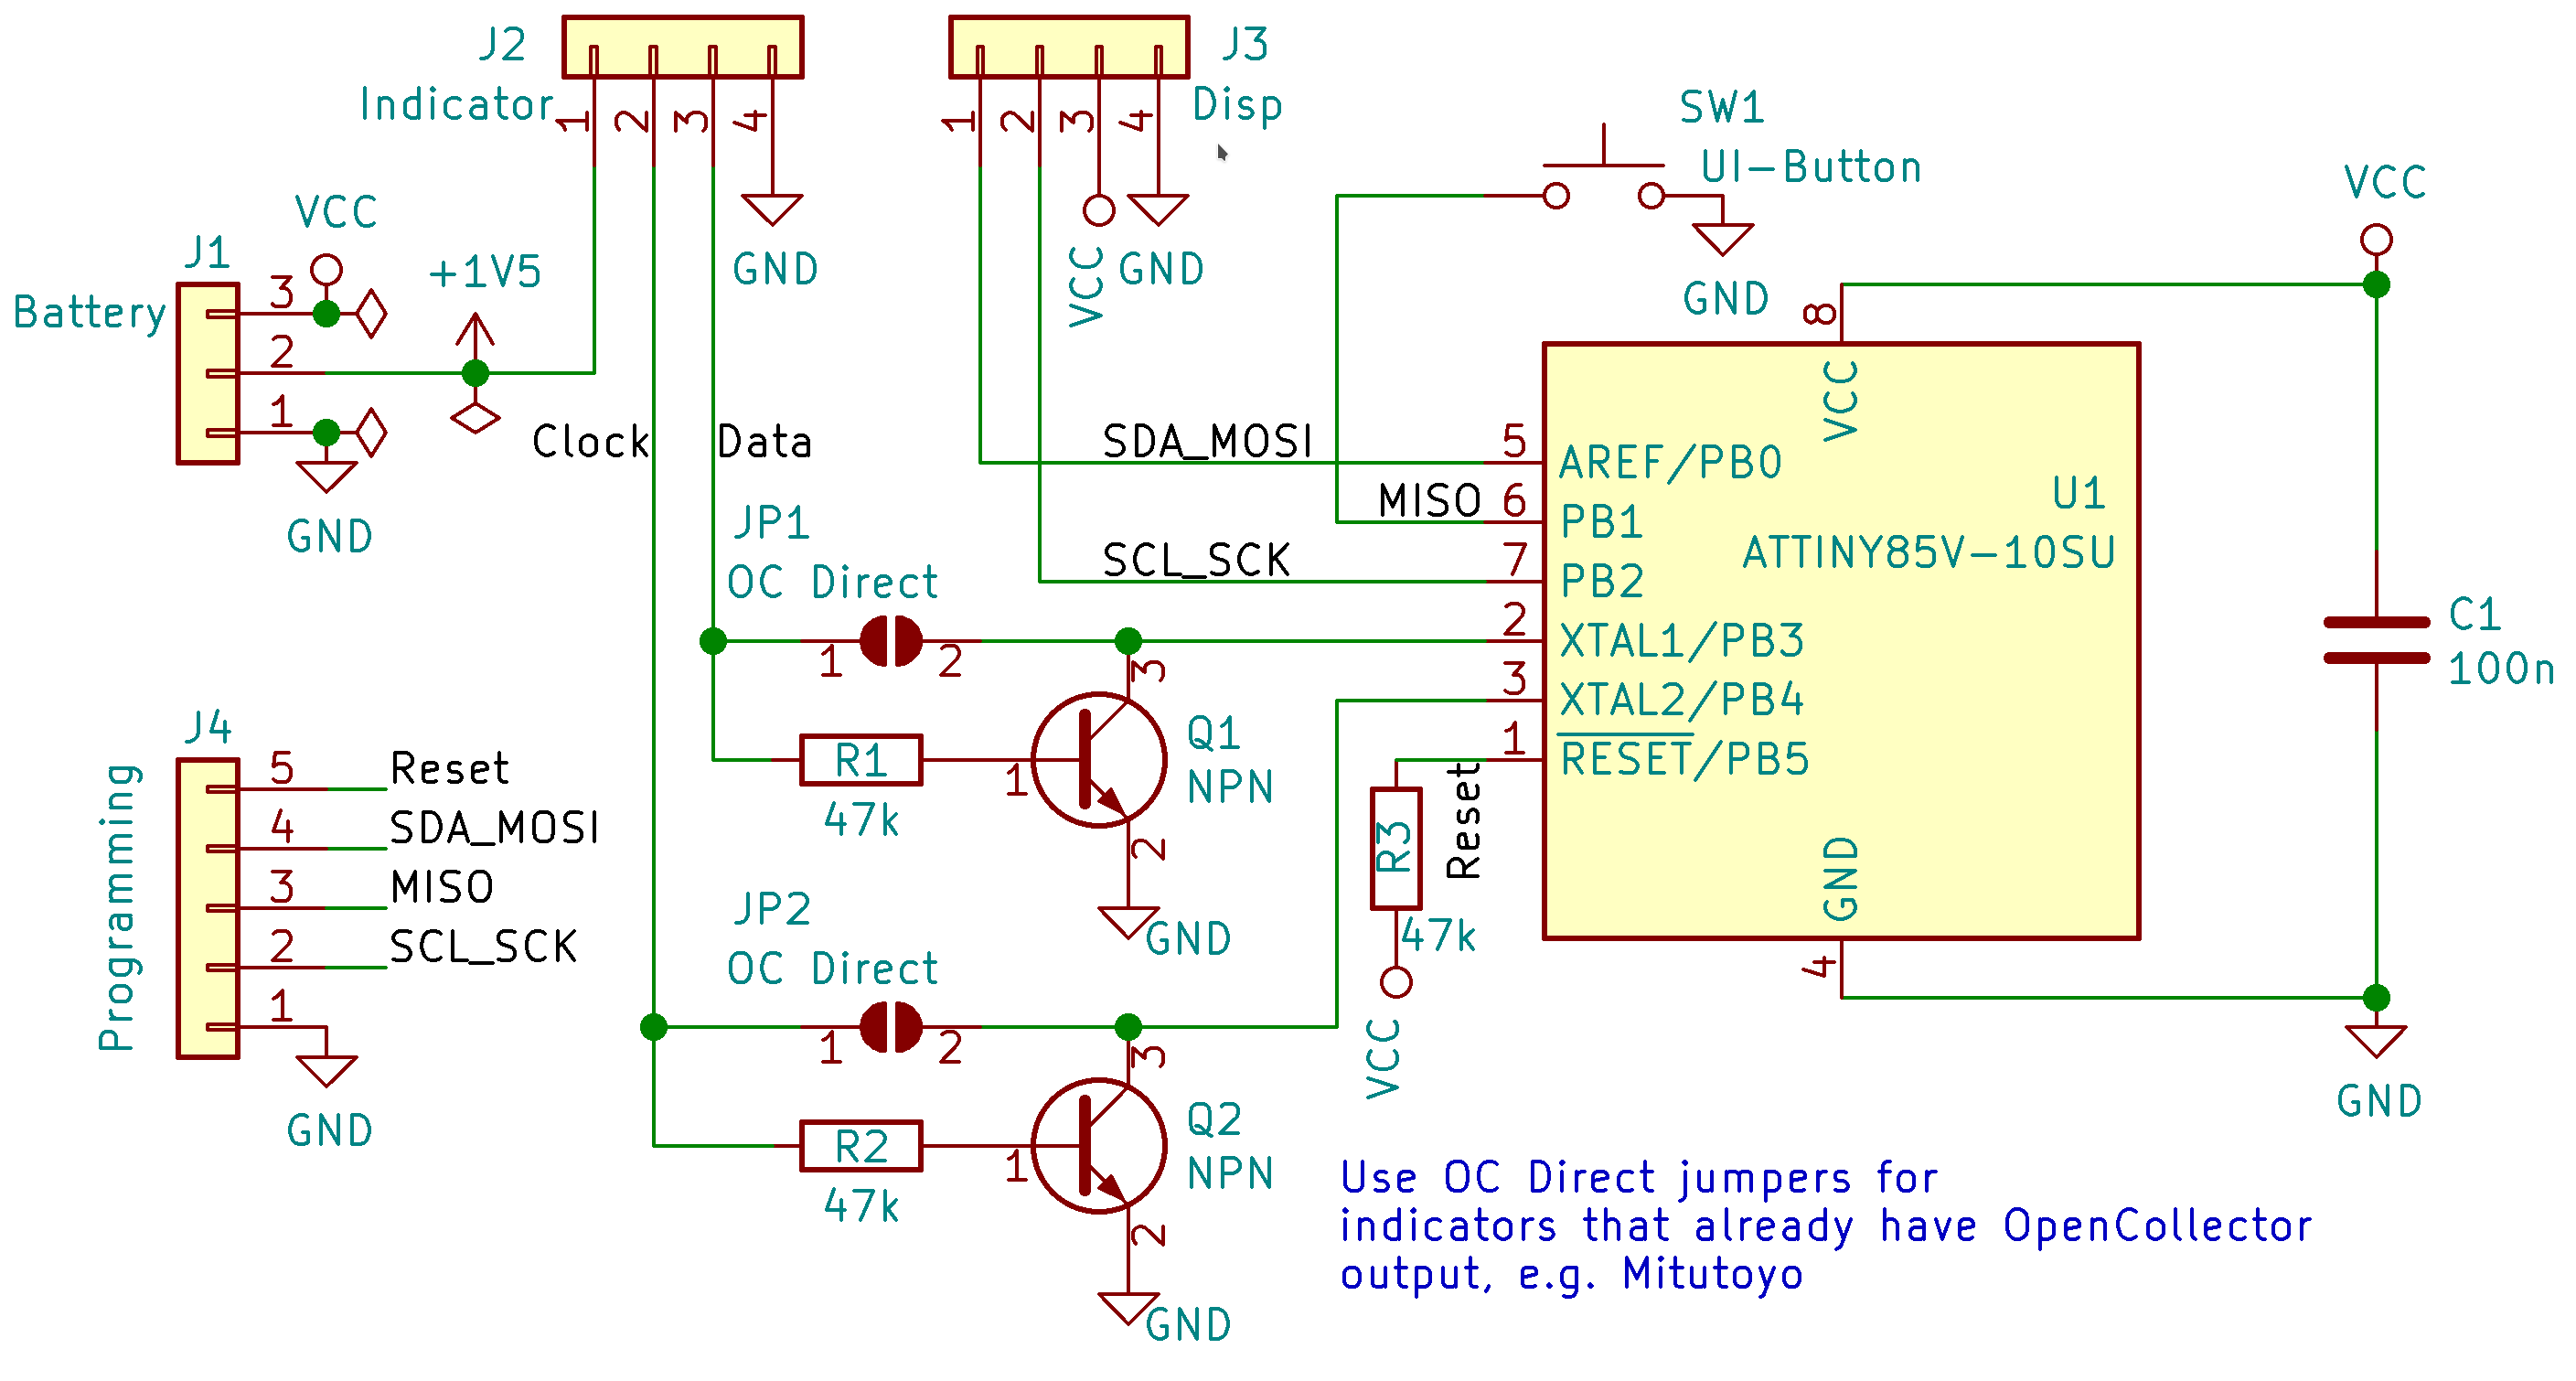 J2
Indicator
1
2
3
4
GND
J3
Disp
1
2
3
4
VCC
GND
SW1
UI-Button
GND
VCC
J1
Battery
3
2
1
VCC
+1V5
GND
Clock
Data
SDA_MOSI
MISO
SCL_SCK
5
6
7
2
3
1
8
4
VCC
AREF/PB0
PB1
PB2
XTAL1/PB3
XTAL2/PB4
RESET/PB5
GND
U1
ATTINY85V-10SU
C1
100n
GND
JP1
OC Direct
1
2
R1
47k
1
3
2
Q1
NPN
GND
Reset
R3
47k
VCC
J4
Programming
5
4
3
2
1
Reset
SDA_MOSI
MISO
SCL_SCK
GND
JP2
OC Direct
1
2
R2
47k
1
3
2
Q2
NPN
GND
Use OC Direct jumpers for
indicators that already have OpenCollector
output, e.g. Mitutoyo